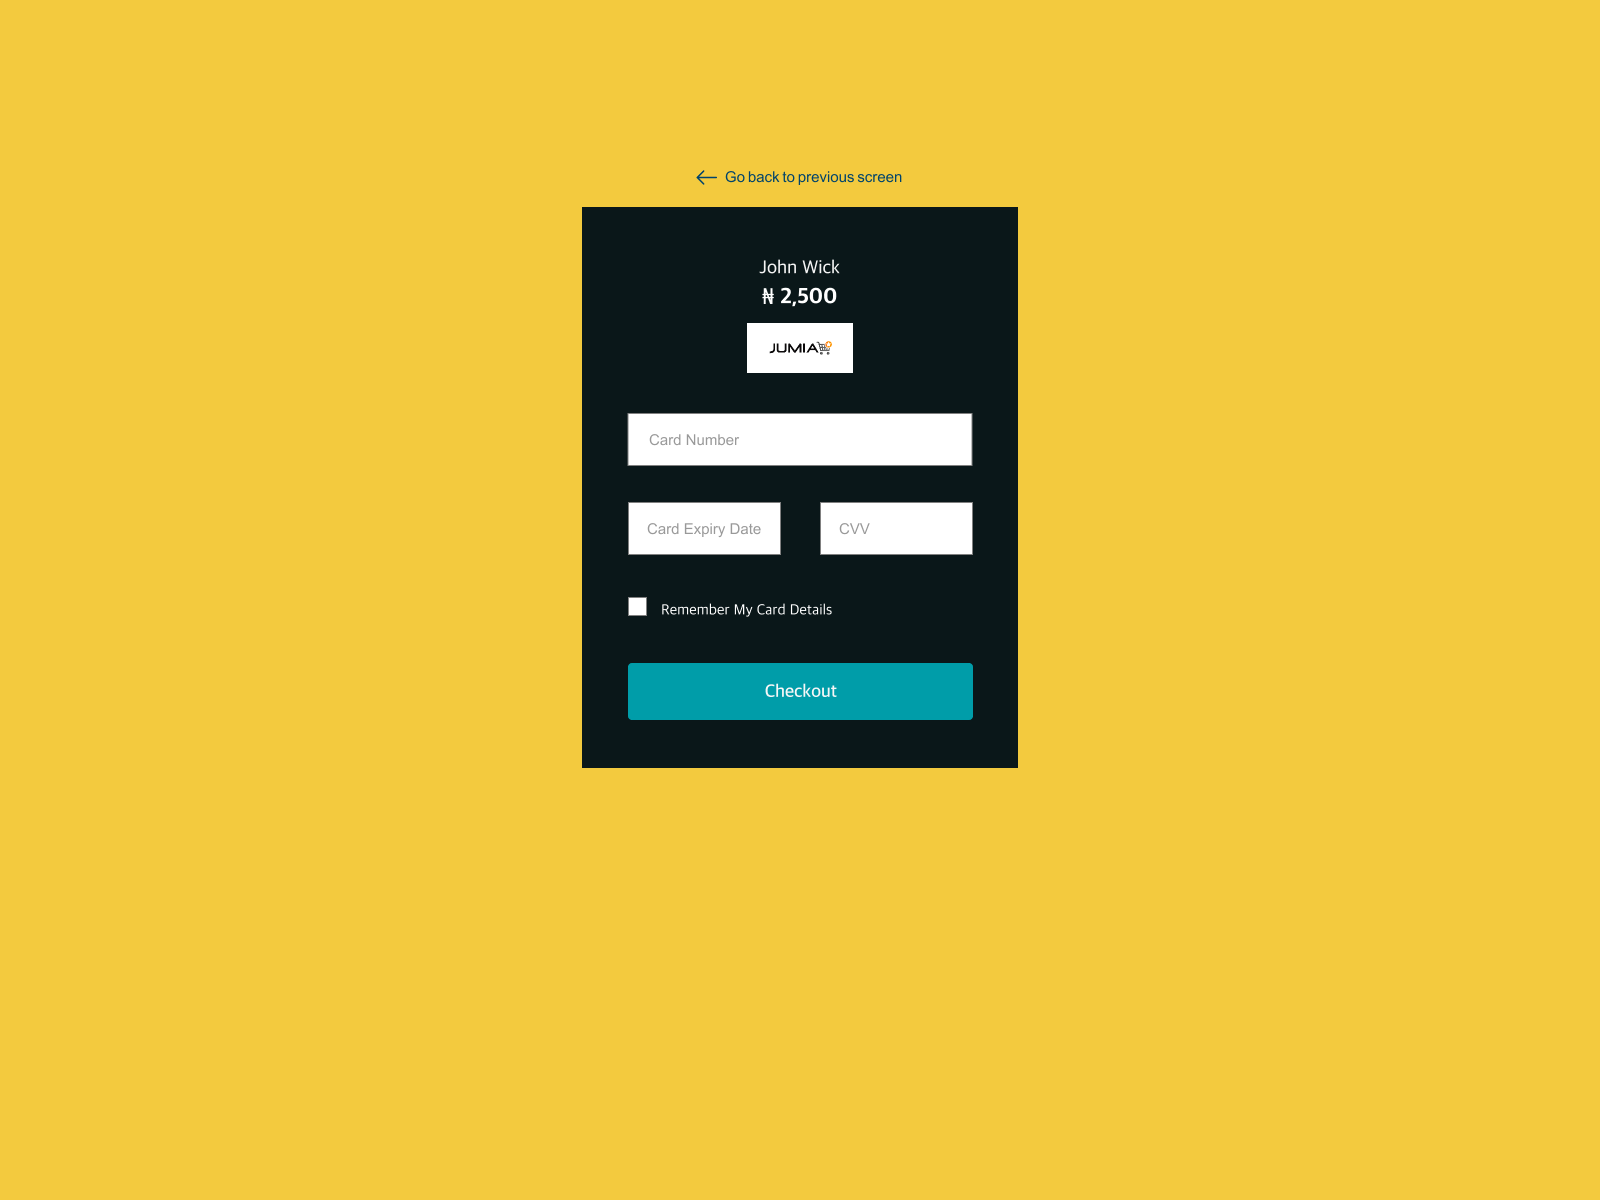 Go back to previous screen
John Wick
₦ 2,500
JUMIA
Card Number
Card Expiry Date
CVV
Remember My Card Details
Checkout